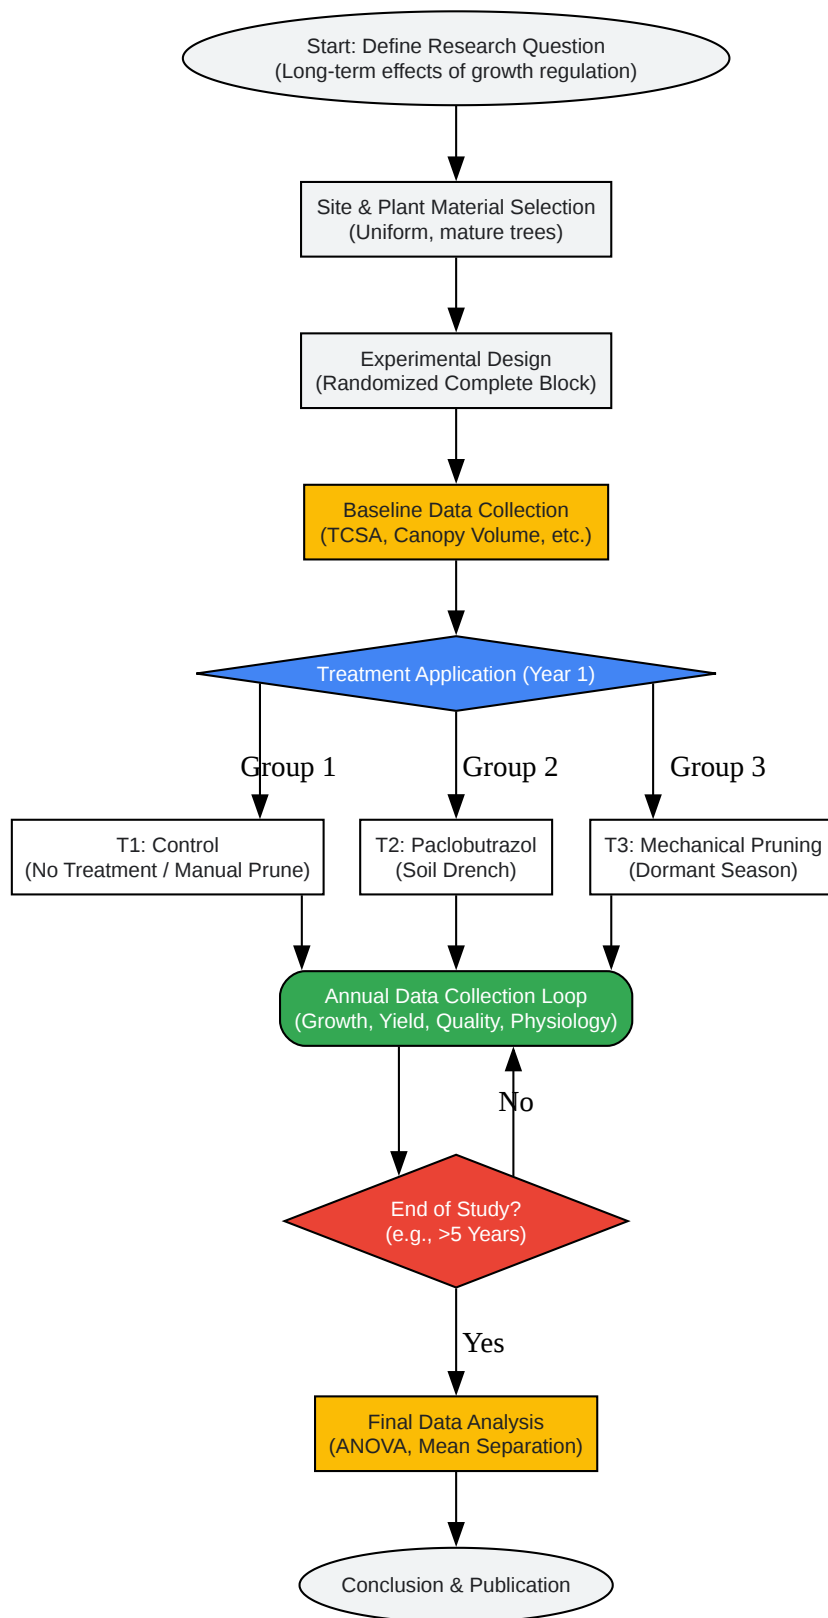 Start: Define Research Question
(Long-term effects of growth regulation)
Site & Plant Material Selection
(Uniform, mature trees)
Experimental Design
(Randomized Complete Block)
Baseline Data Collection
(TCSA, Canopy Volume, etc.)
Treatment Application (Year 1)
Group 1
Group 2
Group 3
T1: Control
(No Treatment / Manual Prune)
T2: Paclobutrazol
(Soil Drench)
T3: Mechanical Pruning
(Dormant Season)
Annual Data Collection Loop
(Growth, Yield, Quality, Physiology)
No
End of Study?
(e.g., >5 Years)
Yes
Final Data Analysis
(ANOVA, Mean Separation)
Conclusion & Publication